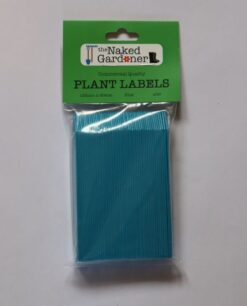 the Naked
Gardener
Commercial Quality
PLANT LABELS